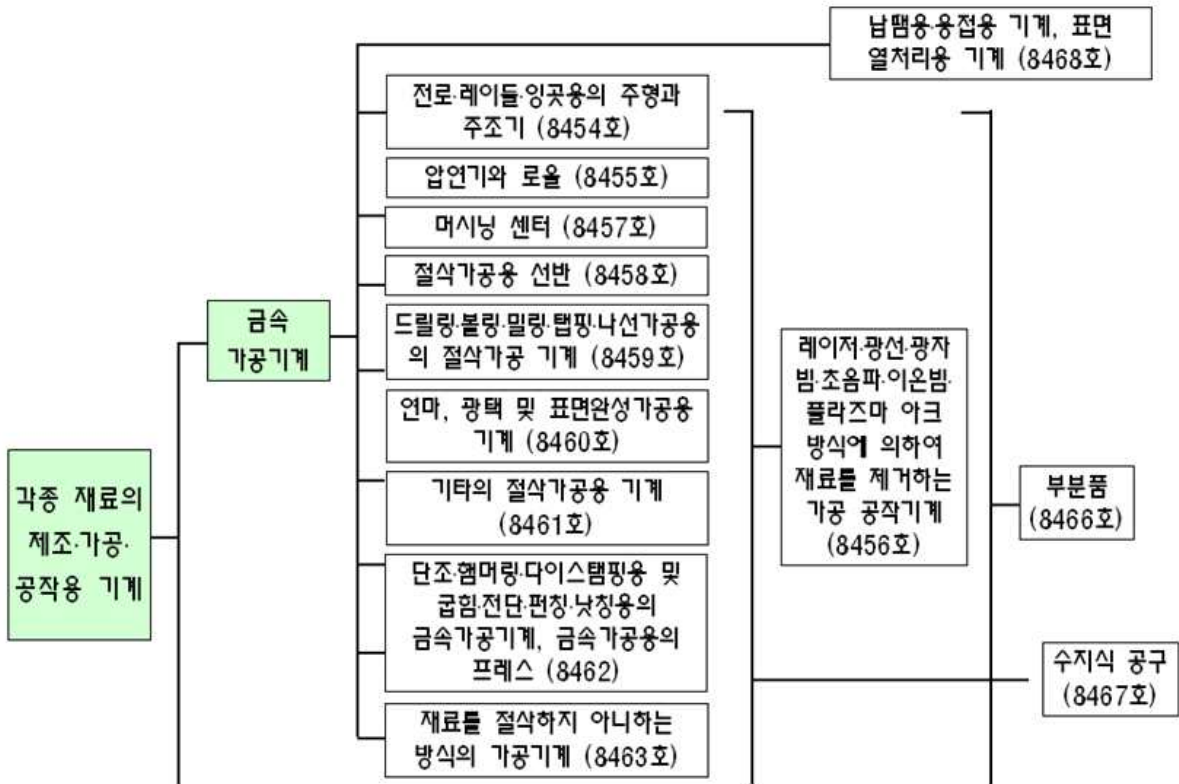 납땜용·용접용 기계, 표면
열처리용 기계 (8468호)
전로·레이들·잉곳용의 주형과
주조기 (8454호)
압연기와 로울 (8455호)
머시닝 센터 (8457호)
절삭가공용 선반 (8458호)
금속
가공기계
드릴링·볼링·밀링·탭핑·나선가공용
의 절삭가공 기계 (8459호)
연마, 광택 및 표면완성가공용
기계 (8460호)
기타의 절삭가공용 기계
(8461호)
단조·햄머링·다이스탬핑용 및
굽힘·전단·펀칭·낫칭용의
금속가공기계, 금속가공용의
프레스 (8462)
재료를 절삭하지 아니하는
방식의 가공기계 (8463호)
각종 재료의
제조·가공·
공작용 기계
레이저·광선·광자
빔·초음파·이온빔·
플라즈마 아크
방식에 의하여
재료를 제거하는
가공 공작기계
(8456호)
부분품
(8466호)
수지식 공구
(8467호)